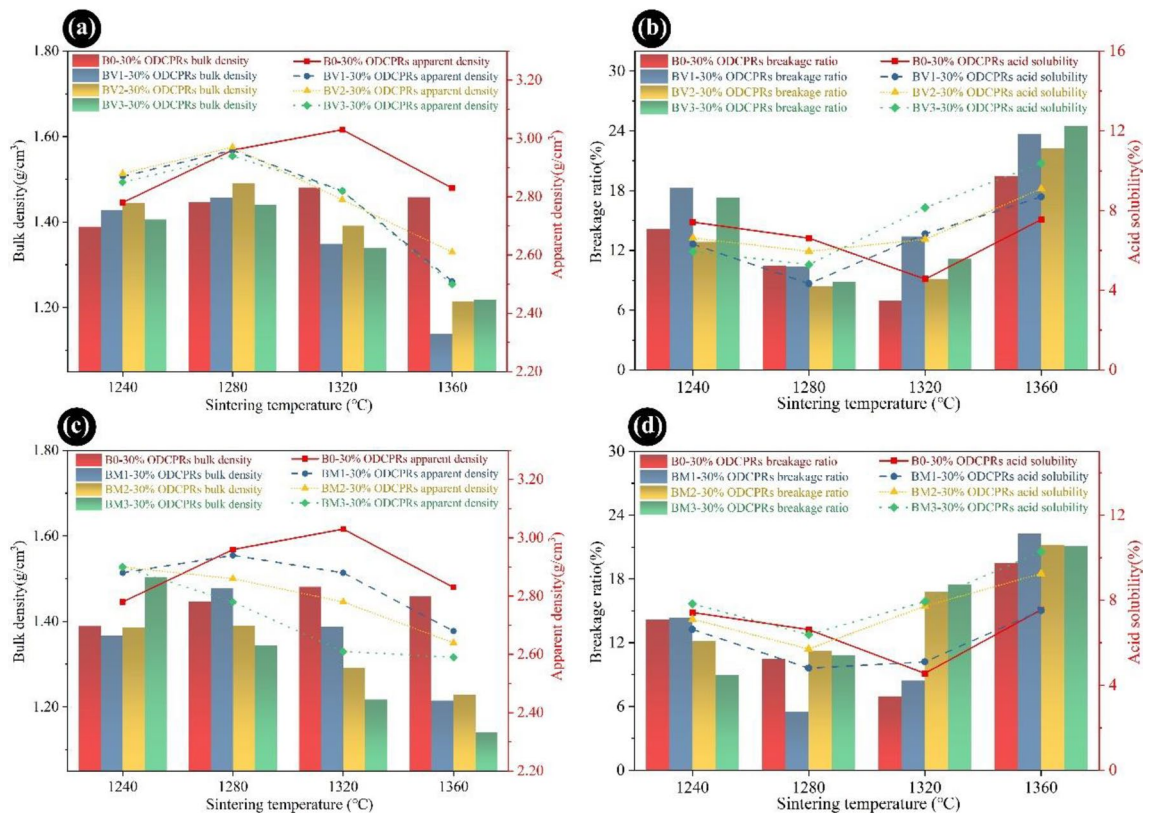 (a)
B0-30% ODCPRs bulk density
BV1-30% ODCPRs bulk density
BV2-30% ODCPRs bulk density
BV3-30% ODCPRs bulk density
B0-30% ODCPRs apparent density
BV1-30% ODCPRs apparent density
BV2-30% ODCPRs apparent density
BV3-30% ODCPRs apparent density
Bulk density(g/cm³)
1.80
1.60
1.40
1.20
Apparent density(g/cm³)
3.20
3.00
2.80
2.60
2.40
2.20
1240 1280 1320 1360
Sintering temperature (℃)
(b)
B0-30% ODCPRs breakage ratio
BV1-30% ODCPRs breakage ratio
BV2-30% ODCPRs breakage ratio
BV3-30% ODCPRs breakage ratio
B0-30% ODCPRs acid solubility
BV1-30% ODCPRs acid solubility
BV2-30% ODCPRs acid solubility
BV3-30% ODCPRs acid solubility
Breakage ratio(%)
30
24
18
12
6
0
Acid solubility(%)
16
12
8
4
0
1240 1280 1320 1360
Sintering temperature (℃)
(c)
B0-30% ODCPRs bulk density
BM1-30% ODCPRs bulk density
BM2-30% ODCPRs bulk density
BM3-30% ODCPRs bulk density
B0-30% ODCPRs apparent density
BM1-30% ODCPRs apparent density
BM2-30% ODCPRs apparent density
BM3-30% ODCPRs apparent density
Bulk density(g/cm³)
1.80
1.60
1.40
1.20
Apparent density(g/cm³)
3.20
3.00
2.80
2.60
2.40
2.20
1240 1280 1320 1360
Sintering temperature (℃)
(d)
B0-30% ODCPRs breakage ratio
BM1-30% ODCPRs breakage ratio
BM2-30% ODCPRs breakage ratio
BM3-30% ODCPRs breakage ratio
B0-30% ODCPRs acid solubility
BM1-30% ODCPRs acid solubility
BM2-30% ODCPRs acid solubility
BM3-30% ODCPRs acid solubility
Breakage ratio(%)
30
24
18
12
6
0
Acid solubility(%)
12
8
4
0
1240 1280 1320 1360
Sintering temperature (℃)